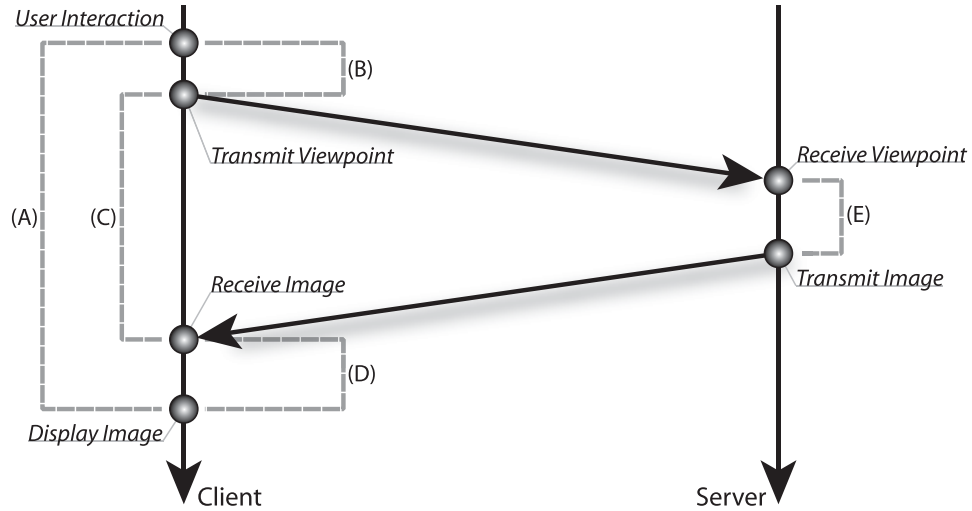 User Interaction
(B)
Transmit Viewpoint
Receive Viewpoint
(A)
(C)
(E)
Receive Image
Transmit Image
(D)
Display Image
Client
Server